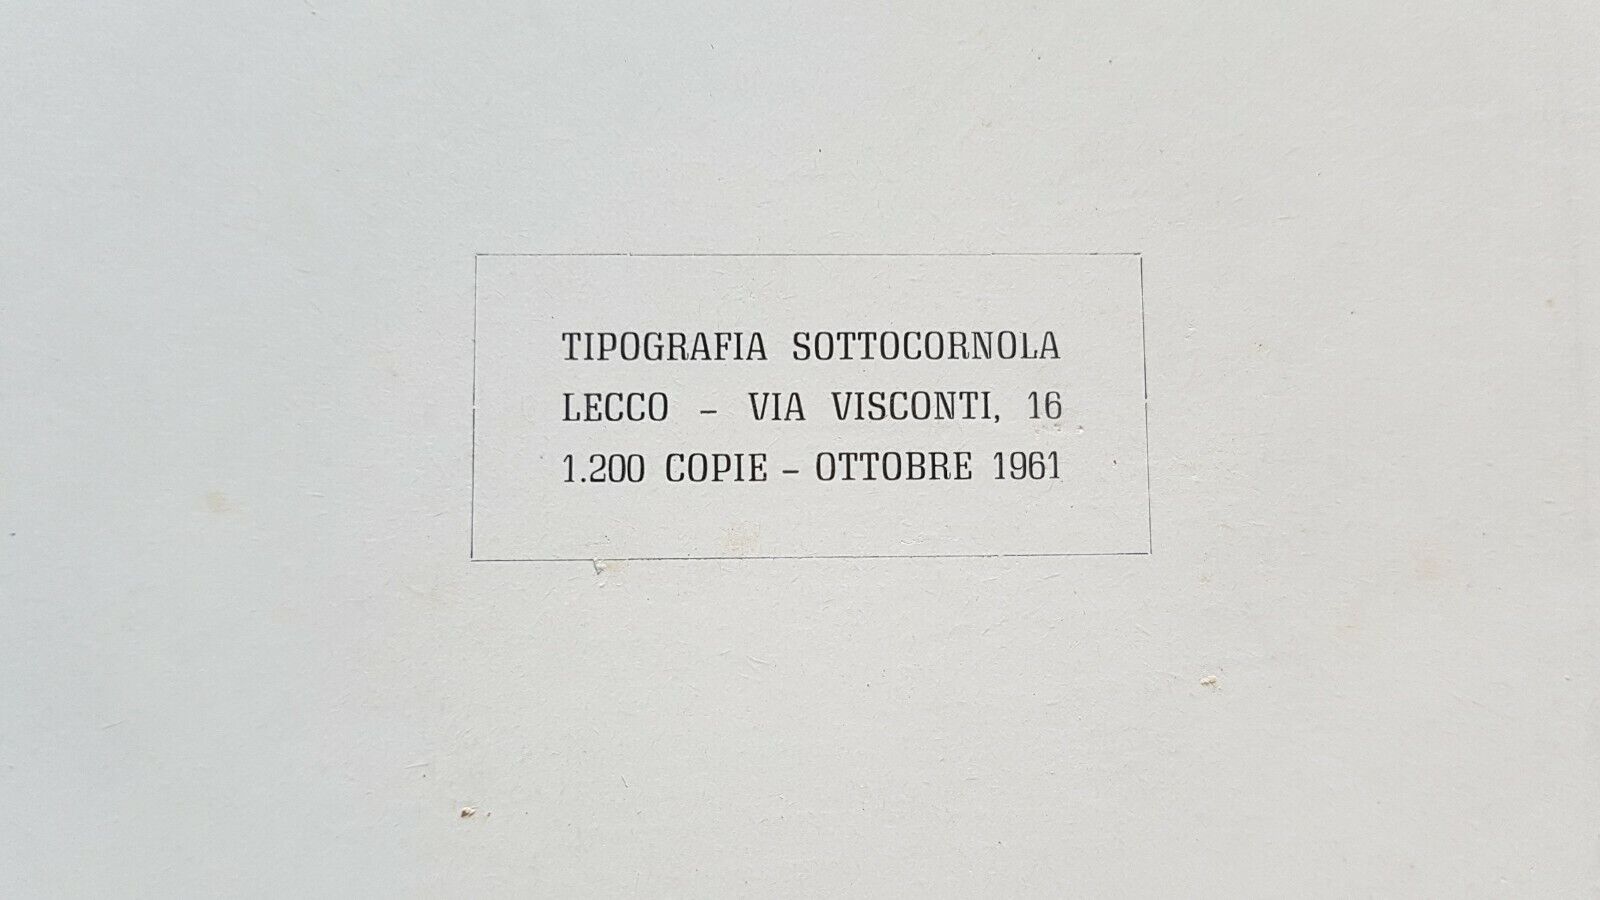 TIPOGRAFIA SOTTOCORNOLA
LECCO - VIA VISCONTI, 16
1.200 COPIE - OTTOBRE 1961